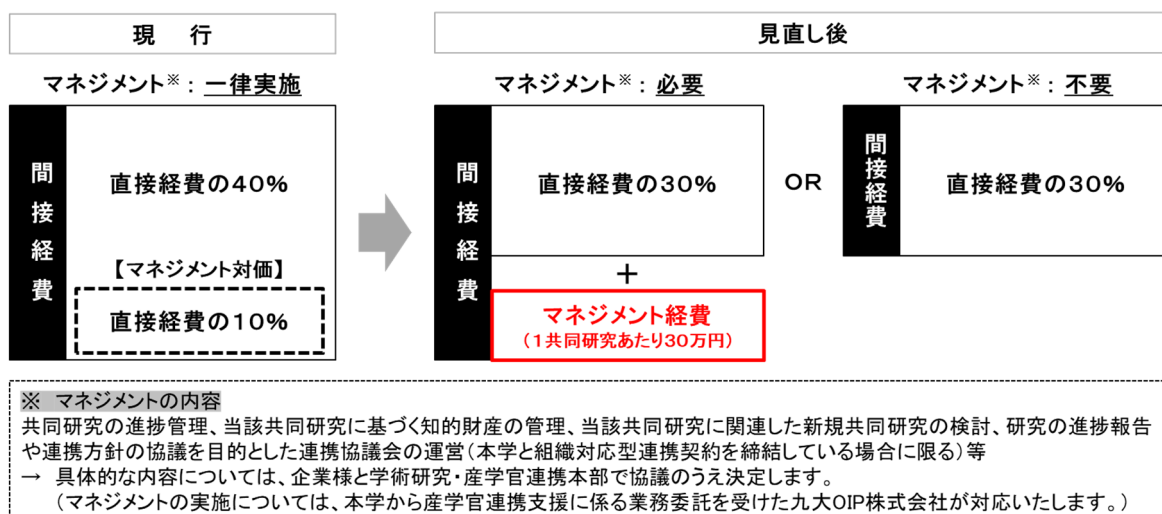 現 行
見直し後
マネジメント※：一律実施
間接経費
直接経費の40%
【マネジメント対価】
直接経費の10%
マネジメント※：必要
間接経費
直接経費の30%
＋
マネジメント経費
（1共同研究あたり30万円）
OR
マネジメント※：不要
間接経費
直接経費の30%
※ マネジメントの内容
共同研究の進捗管理、当該共同研究に基づく知的財産の管理、当該共同研究に関連した新規共同研究の検討、研究の進捗報告
や連携方針の協議を目的とした連携協議会の運営（本学と組織対応型連携契約を締結している場合に限る）等
→ 具体的な内容については、企業様と学術研究・産学官連携本部で協議のうえ決定します。
（マネジメントの実施については、本学から産学官連携支援に係る業務委託を受けた九大OIP株式会社が対応いたします。）